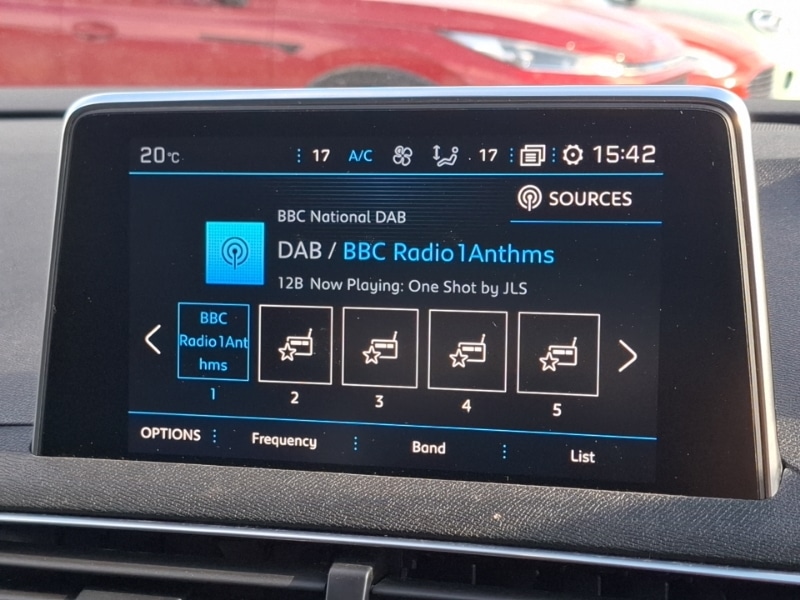 20°C 17 A/C 17 15:42
SOURCES
BBC National DAB
DAB / BBC Radio1Anthms
12B Now Playing: One Shot by JLS
BBC
Radio1Ant
hms
1 2 3 4 5
OPTIONS Frequency Band List